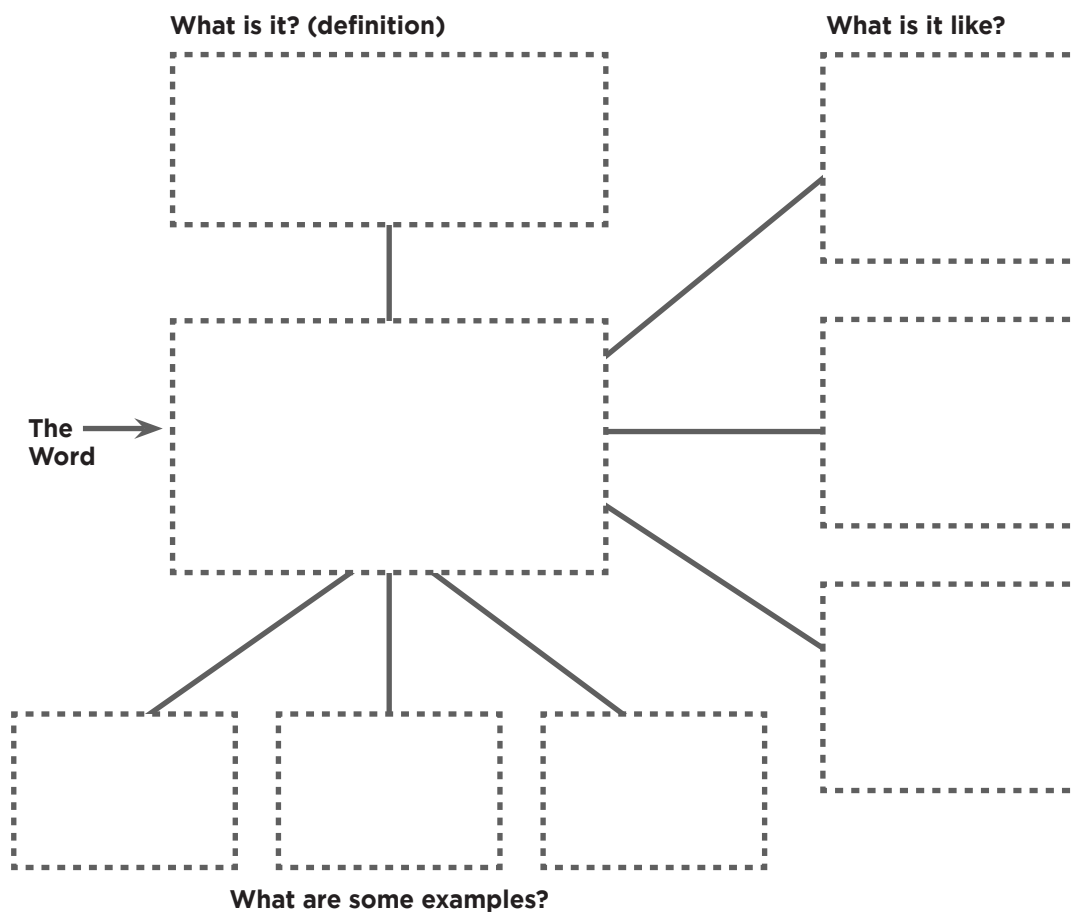 What is it? (definition)
What is it like?
The
Word
What are some examples?